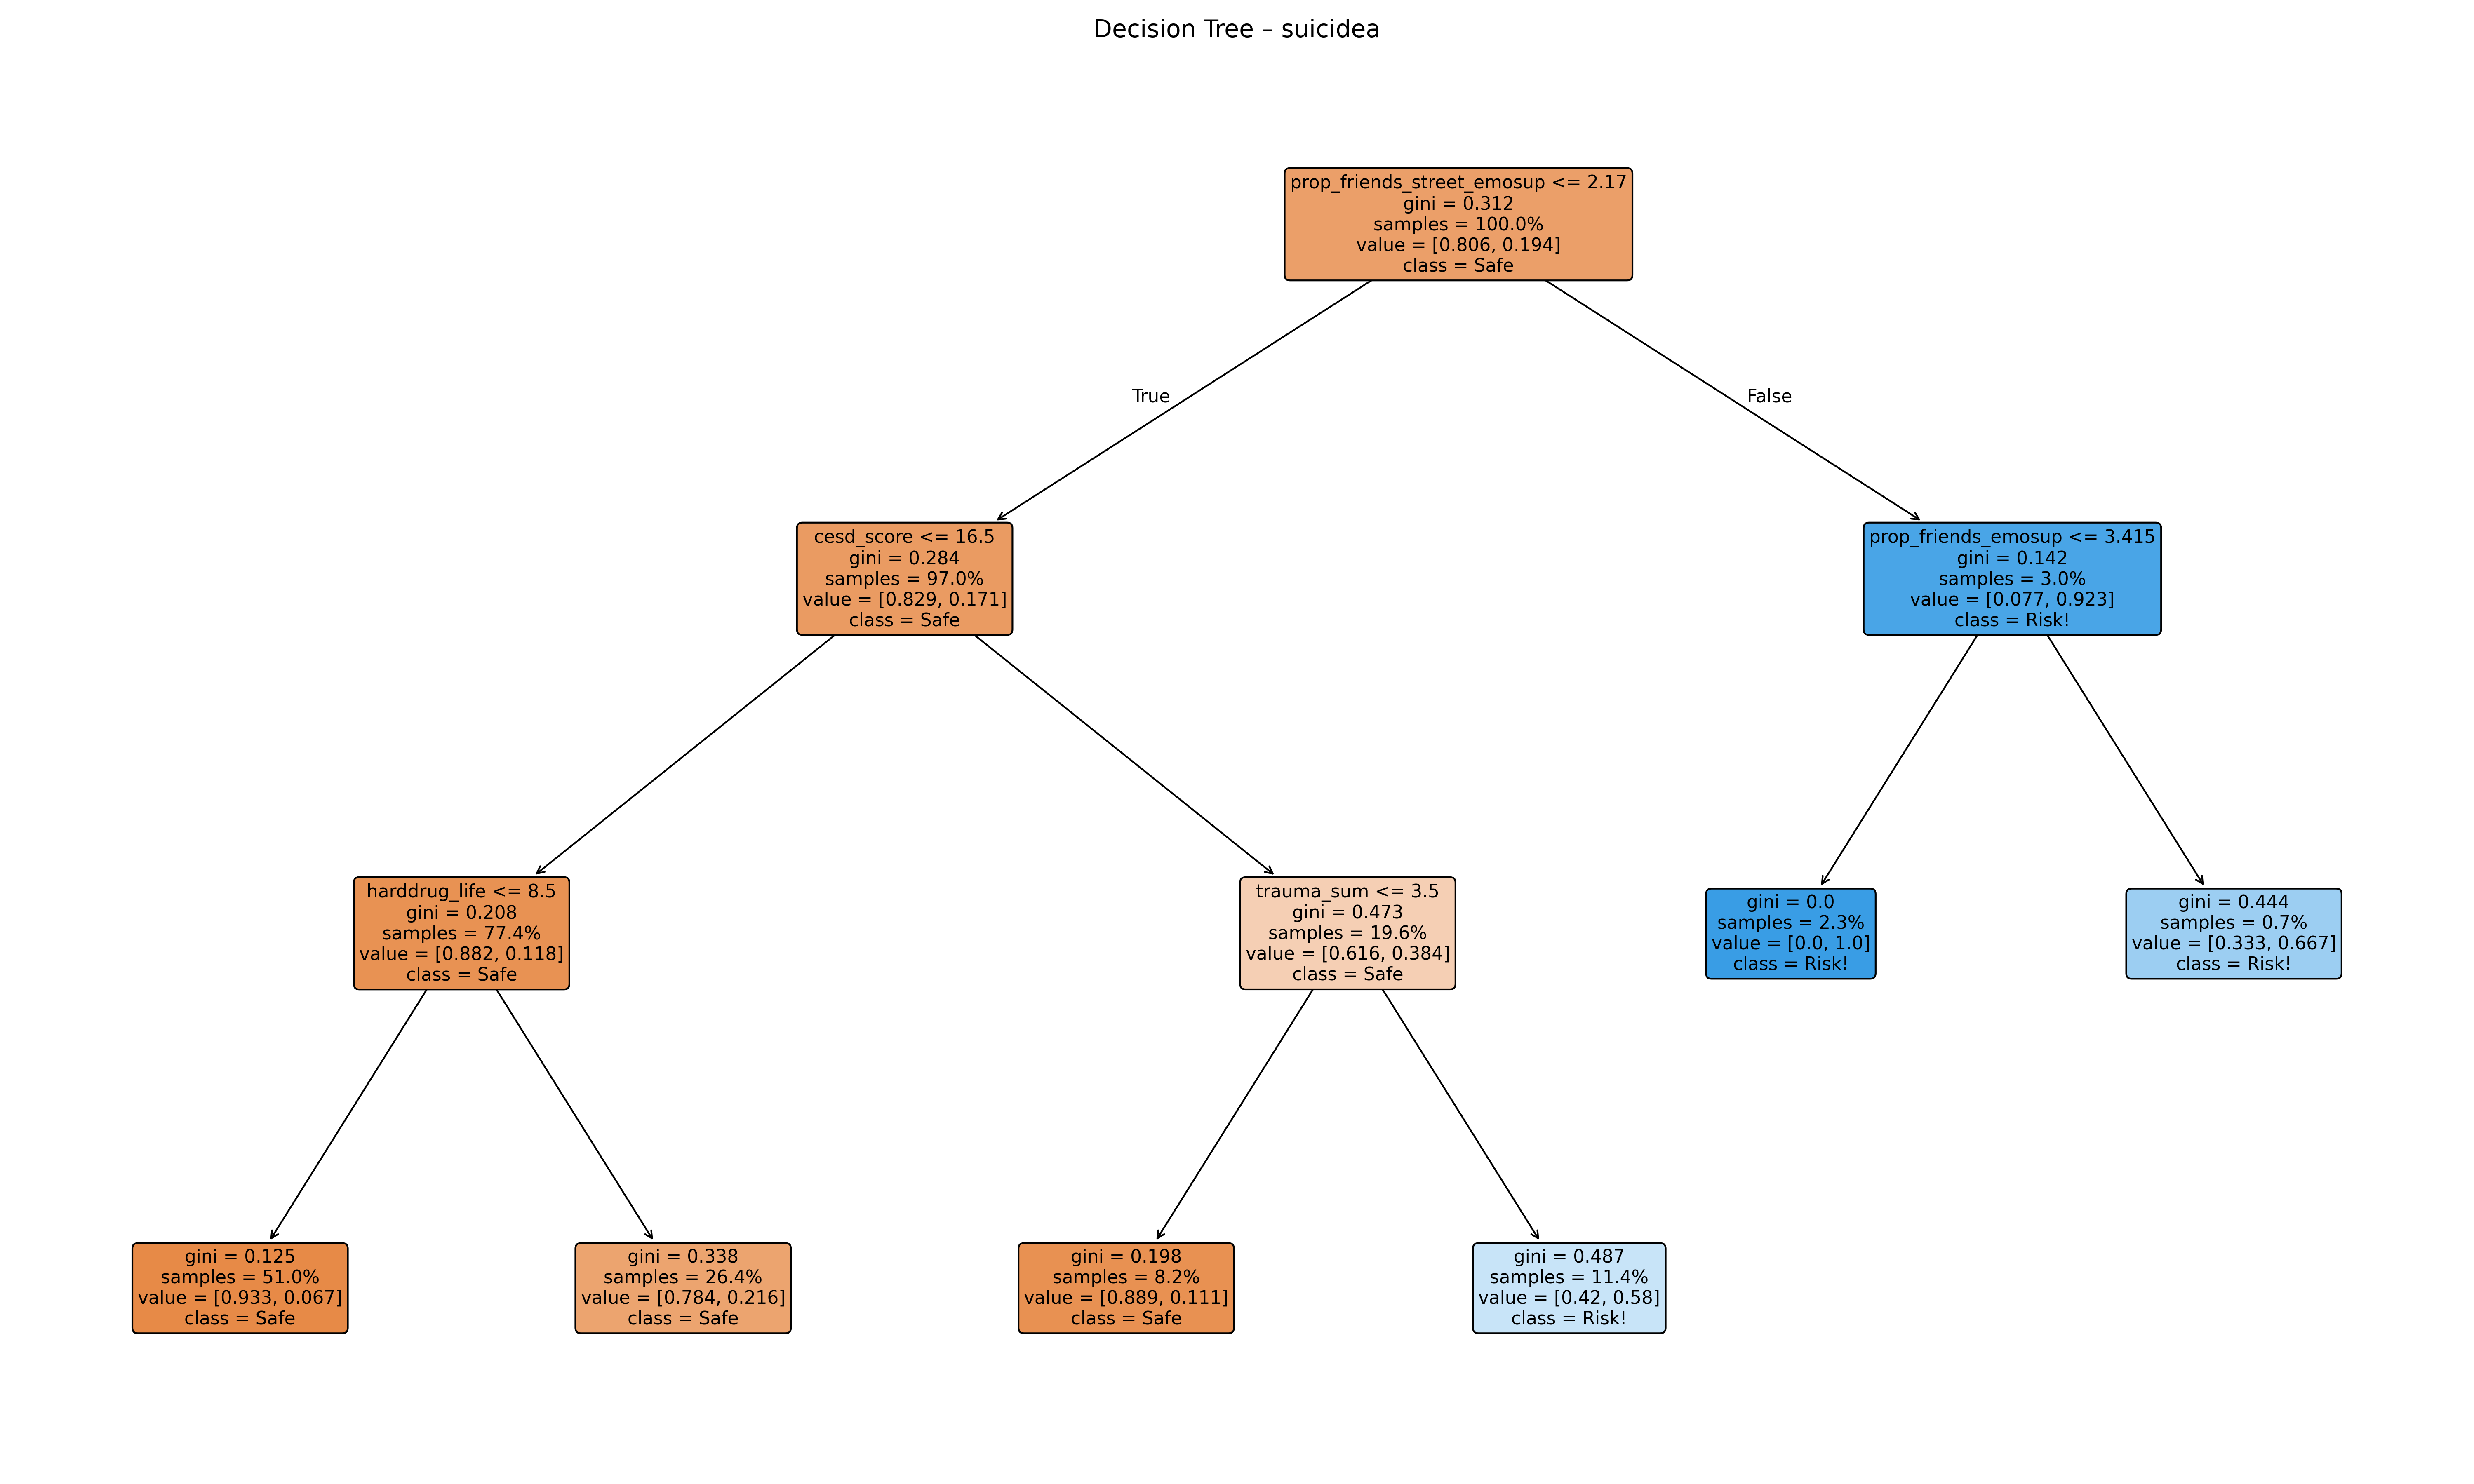 Decision Tree – suicidea
prop_friends_street_emosup <= 2.17
gini = 0.312
samples = 100.0%
value = [0.806, 0.194]
class = Safe
True
False
cesd_score <= 16.5
gini = 0.284
samples = 97.0%
value = [0.829, 0.171]
class = Safe
prop_friends_emosup <= 3.415
gini = 0.142
samples = 3.0%
value = [0.077, 0.923]
class = Risk!
harddrug_life <= 8.5
gini = 0.208
samples = 77.4%
value = [0.882, 0.118]
class = Safe
trauma_sum <= 3.5
gini = 0.473
samples = 19.6%
value = [0.616, 0.384]
class = Safe
gini = 0.0
samples = 2.3%
value = [0.0, 1.0]
class = Risk!
gini = 0.444
samples = 0.7%
value = [0.333, 0.667]
class = Risk!
gini = 0.125
samples = 51.0%
value = [0.933, 0.067]
class = Safe
gini = 0.338
samples = 26.4%
value = [0.784, 0.216]
class = Safe
gini = 0.198
samples = 8.2%
value = [0.889, 0.111]
class = Safe
gini = 0.487
samples = 11.4%
value = [0.42, 0.58]
class = Risk!